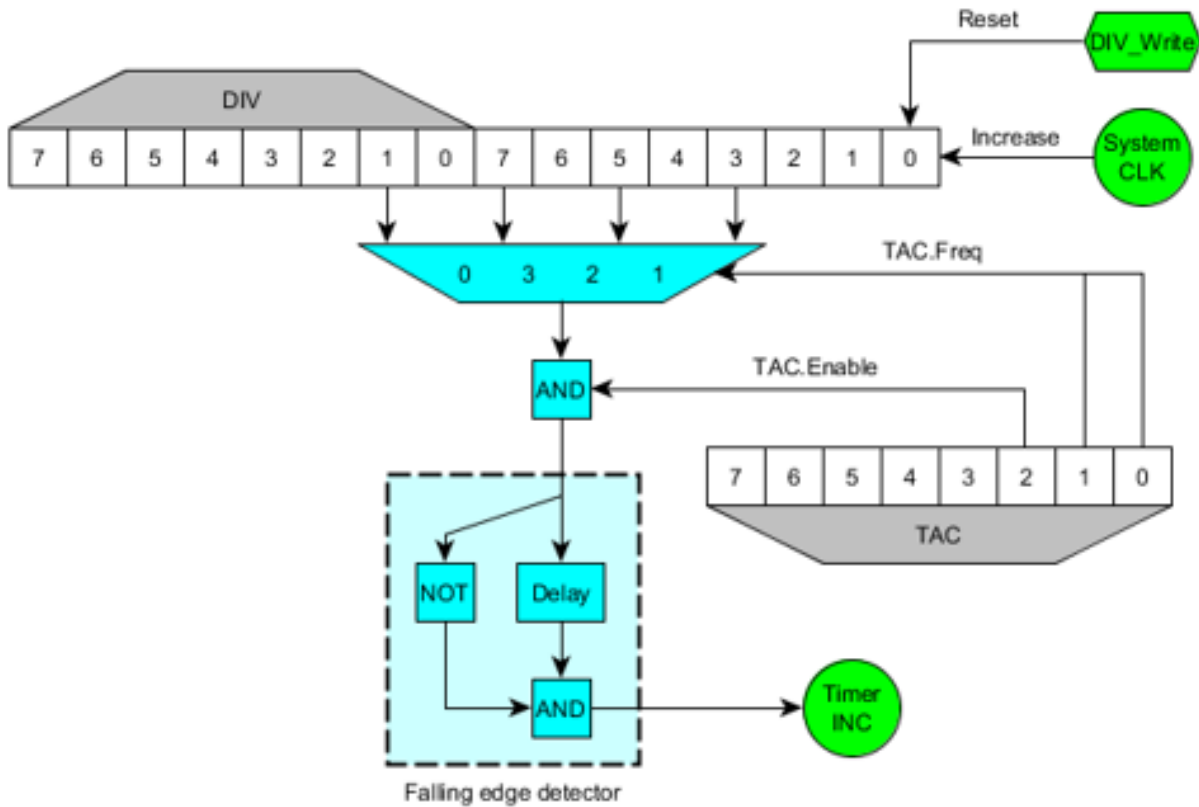 Reset
DIV_Write
DIV
7 6 5 4 3 2 1 0 7 6 5 4 3 2 1 0
Increase
System
CLK
0 3 2 1
TAC.Freq
AND
TAC.Enable
7 6 5 4 3 2 1 0
TAC
NOT
Delay
AND
Timer
INC
Falling edge detector